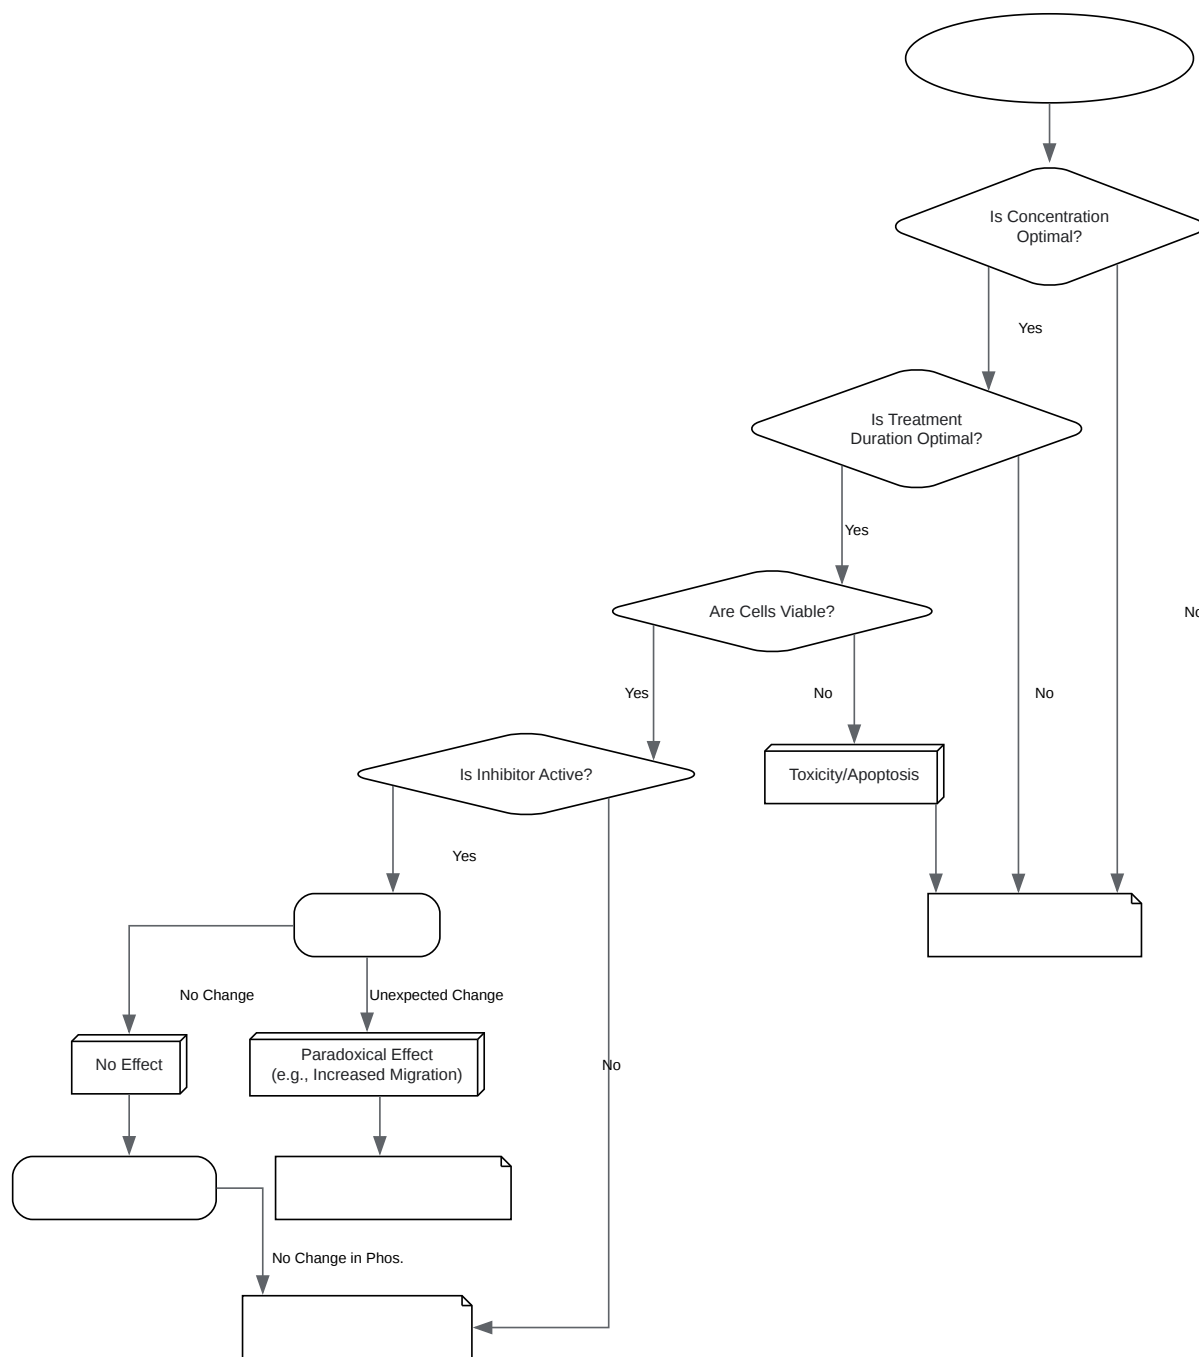 Is Concentration
Optimal?
Yes
Is Treatment
Duration Optimal?
Yes
Are Cells Viable?
No
Yes
No
No
Is Inhibitor Active?
Toxicity/Apoptosis
Yes
No Change
Unexpected Change
No Effect
Paradoxical Effect
(e.g., Increased Migration)
No
No Change in Phos.